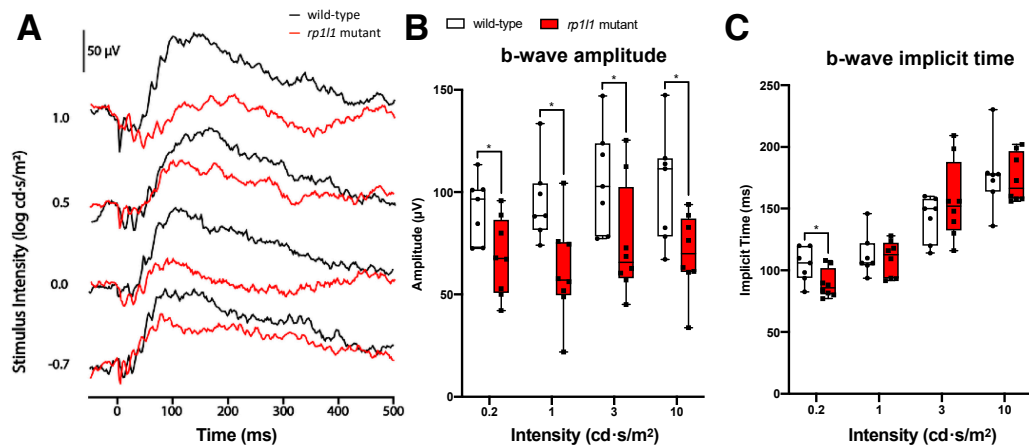 A
wild-type
rp1l1 mutant
50 µV
1.0
0.5
0.0
-0.7
Stimulus Intensity (log cd·s/m²)
0
100
200
300
400
500
Time (ms)
B
wild-type
rp1l1 mutant
b-wave amplitude
150
100
50
0
Amplitude (µV)
*
*
*
*
0.2
1
3
10
Intensity (cd·s/m²)
C
b-wave implicit time
250
200
150
100
50
0
Implicit Time (ms)
*
0.2
1
3
10
Intensity (cd·s/m²)